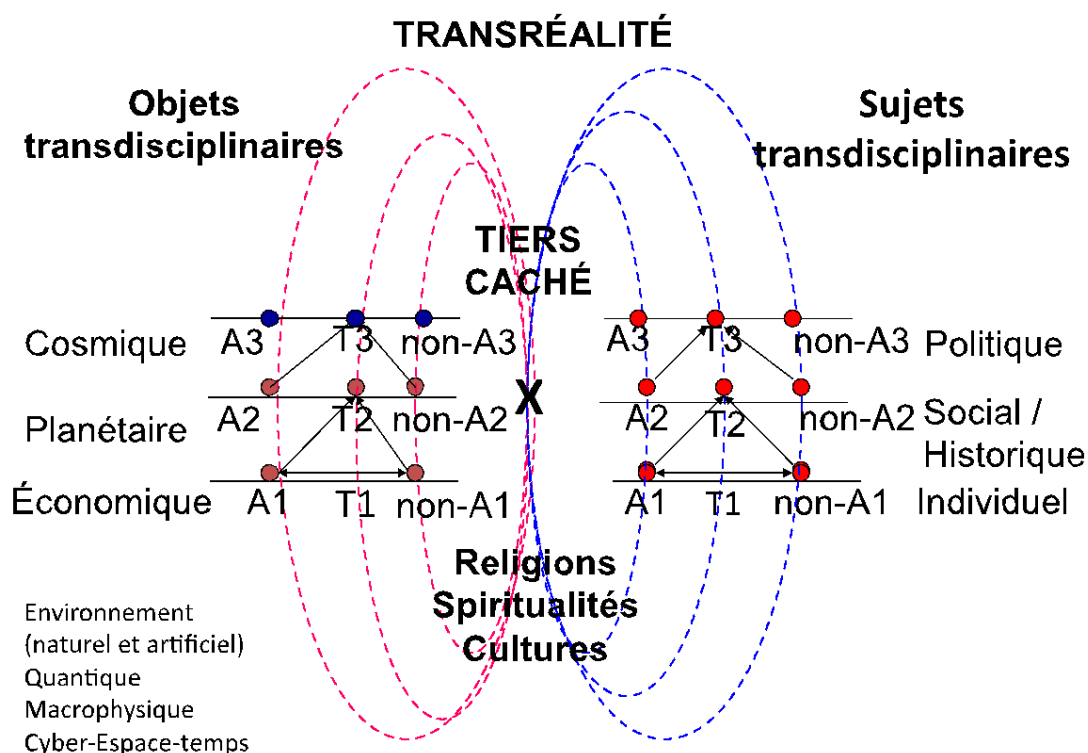 TRANSRÉALITÉ
Objets
transdisciplinaires
Sujets
transdisciplinaires
TIERS
CACHÉ
Cosmique
A3
T3
non-A3
A3
T3
non-A3
Politique
Planétaire
A2
T2
non-A2
X
A2
T2
non-A2
Social /
Historique
Économique
A1
T1
non-A1
A1
T1
non-A1
Individuel
Religions
Spiritualités
Cultures
Environnement
(naturel et artificiel)
Quantique
Macrophysique
Cyber-Espace-temps